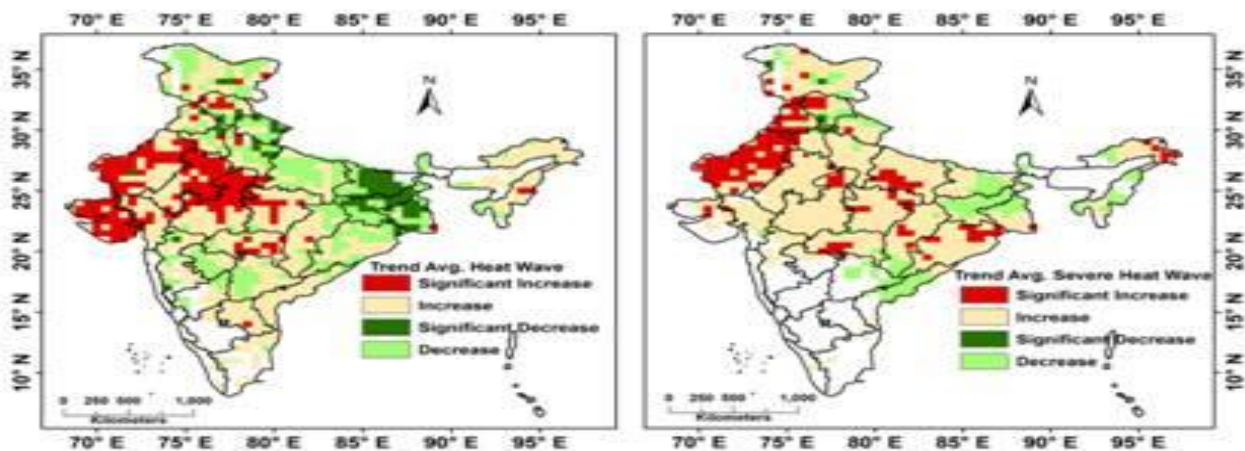 70° E 75° E 80° E 85° E 90° E 95° E 70° E 75° E 80° E 85° E 90° E 95° E
35° N
30° N
25° N
20° N
15° N
10° N
N
Trend Avg. Heat Wave
Significant Increase
Increase
Significant Decrease
Decrease
0 250 500 1,000
Kilometers
N
Trend Avg. Severe Heat Wave
Significant Increase
Increase
Significant Decrease
Decrease
0 250 500 1,000
Kilometers
35° N
30° N
25° N
20° N
15° N
10° N
70° E 75° E 80° E 85° E 90° E 95° E 70° E 75° E 80° E 85° E 90° E 95° E